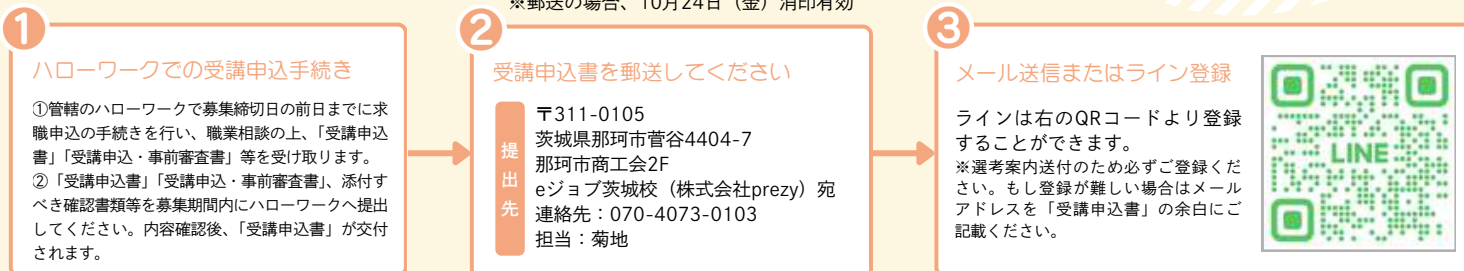 ※郵送の場合、10月24日（金）消印有効
1
ハローワークでの受講申込手続き
①管轄のハローワークで募集締切日の前日までに求
職申込の手続きを行い、職業相談の上、「受講申込
書」「受講申込・事前審査書」等を受け取ります。
②「受講申込書」「受講申込・事前審査書」、添付す
べき確認書類等を募集期間内にハローワークへ提出
してください。内容確認後、「受講申込書」が交付
されます。
2
受講申込書を郵送してください
提出先
〒311-0105
茨城県那珂市菅谷4404-7
那珂市商工会2F
eジョブ茨城校（株式会社prezy）宛
連絡先：070-4073-0103
担当：菊地
3
メール送信またはライン登録
ラインは右のQRコードより登録
することができます。
※選考案内送付のため必ずご登録くだ
さい。もし登録が難しい場合はメール
アドレスを「受講申込書」の余白にご
記載ください。
LINE